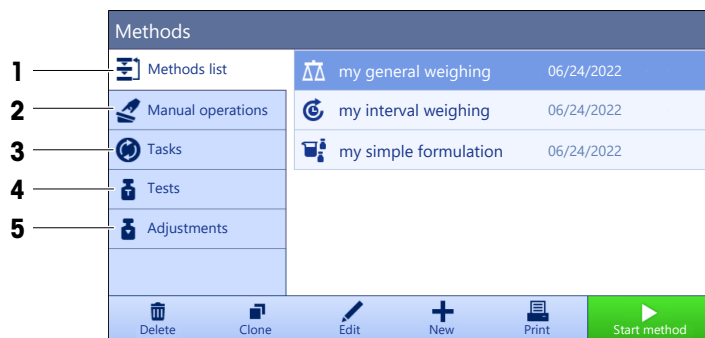 Methods
1 Methods list
2 Manual operations
3 Tasks
4 Tests
5 Adjustments
my general weighing 06/24/2022
my interval weighing 06/24/2022
my simple formulation 06/24/2022
Delete Clone Edit New Print Start method